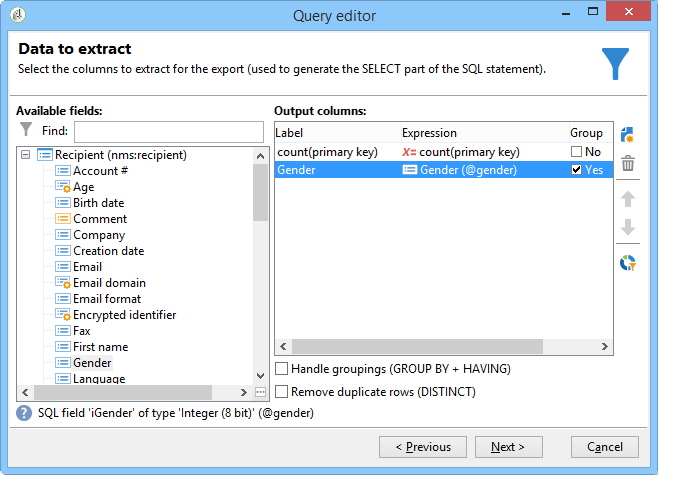 Query editor
Data to extract
Select the columns to extract for the export (used to generate the SELECT part of the SQL statement).
Available fields:
Find:
Recipient (nms:recipient)
Account #
Age
Birth date
Comment
Company
Creation date
Email
Email domain
Email format
Encrypted identifier
Fax
First name
Gender
Language
Output columns:
Label Expression Group
count(primary key) X= count(primary key) No
Gender Gender (@gender) Yes
Handle groupings (GROUP BY + HAVING)
Remove duplicate rows (DISTINCT)
? SQL field 'iGender' of type 'Integer (8 bit)' (@gender)
< Previous Next > Cancel